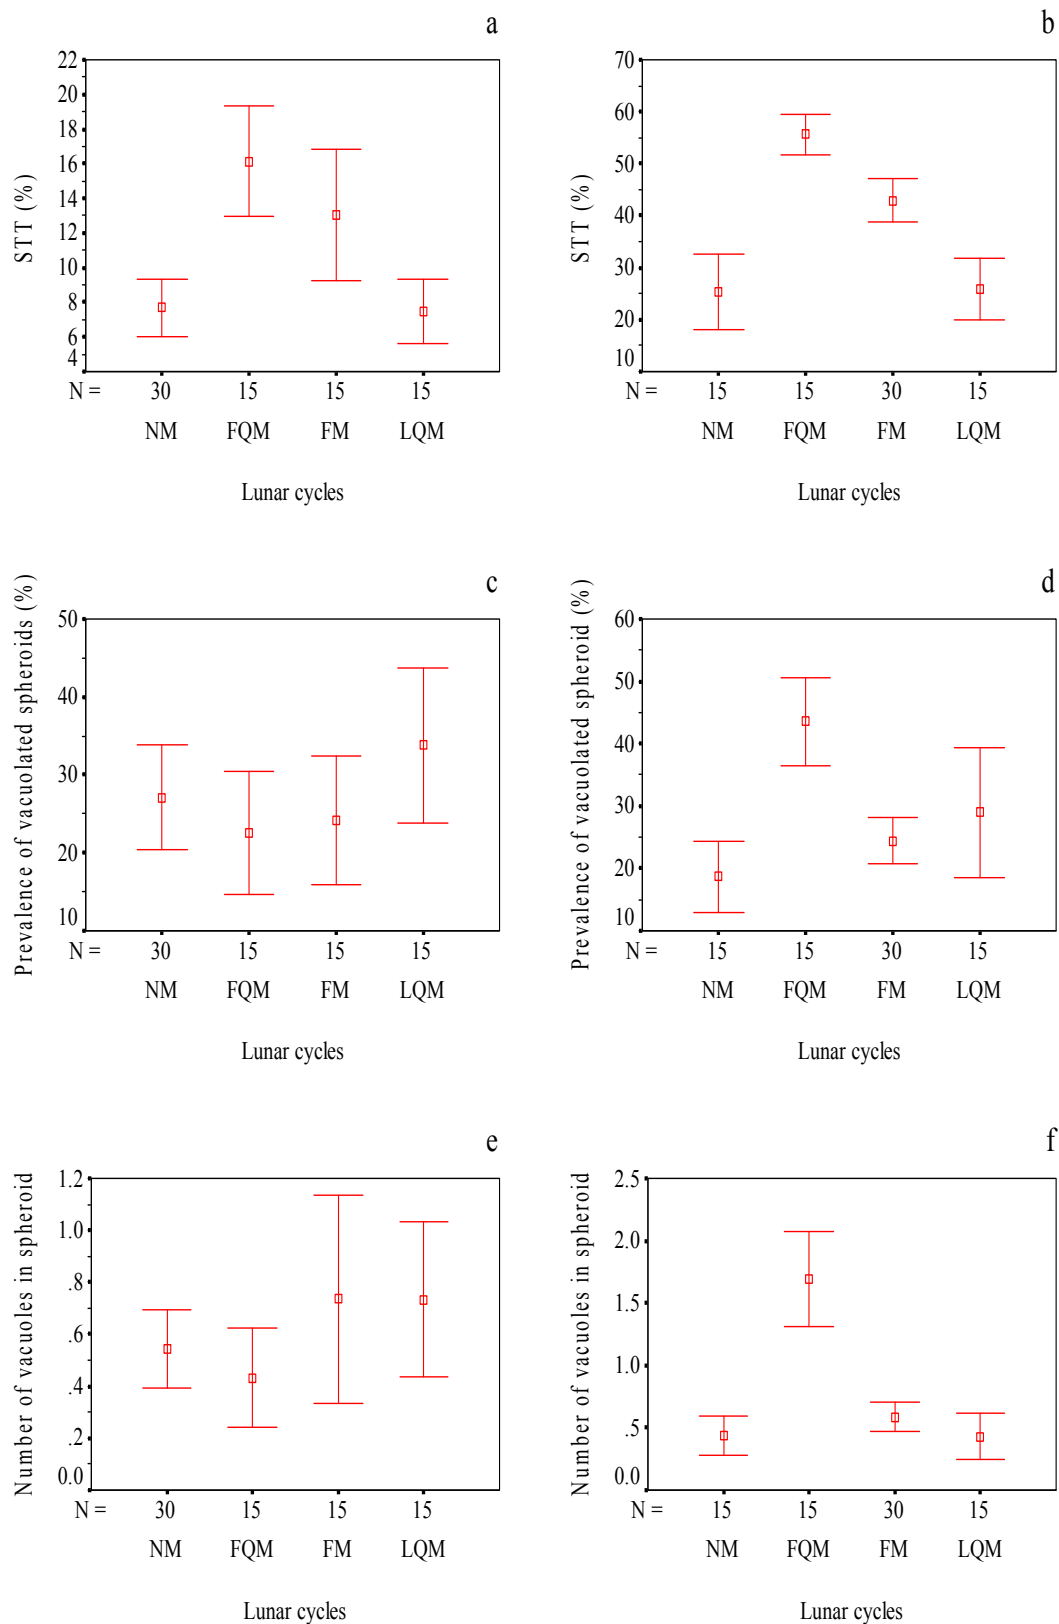 a
STT (%)
22
20
18
16
14
12
10
8
6
4
N = 30 15 15 15
NM FQM FM LQM
Lunar cycles
b
STT (%)
70
60
50
40
30
20
10
N = 15 15 30 15
NM FQM FM LQM
Lunar cycles
c
Prevalence of vacuolated spheroids (%)
50
40
30
20
10
N = 30 15 15 15
NM FQM FM LQM
Lunar cycles
d
Prevalence of vacuolated spheroid (%)
60
50
40
30
20
10
N = 15 15 30 15
NM FQM FM LQM
Lunar cycles
e
Number of vacuoles in spheroid
1.2
1.0
.8
.6
.4
.2
0.0
N = 30 15 15 15
NM FQM FM LQM
Lunar cycles
f
Number of vacuoles in spheroid
2.5
2.0
1.5
1.0
.5
0.0
N = 15 15 30 15
NM FQM FM LQM
Lunar cycles